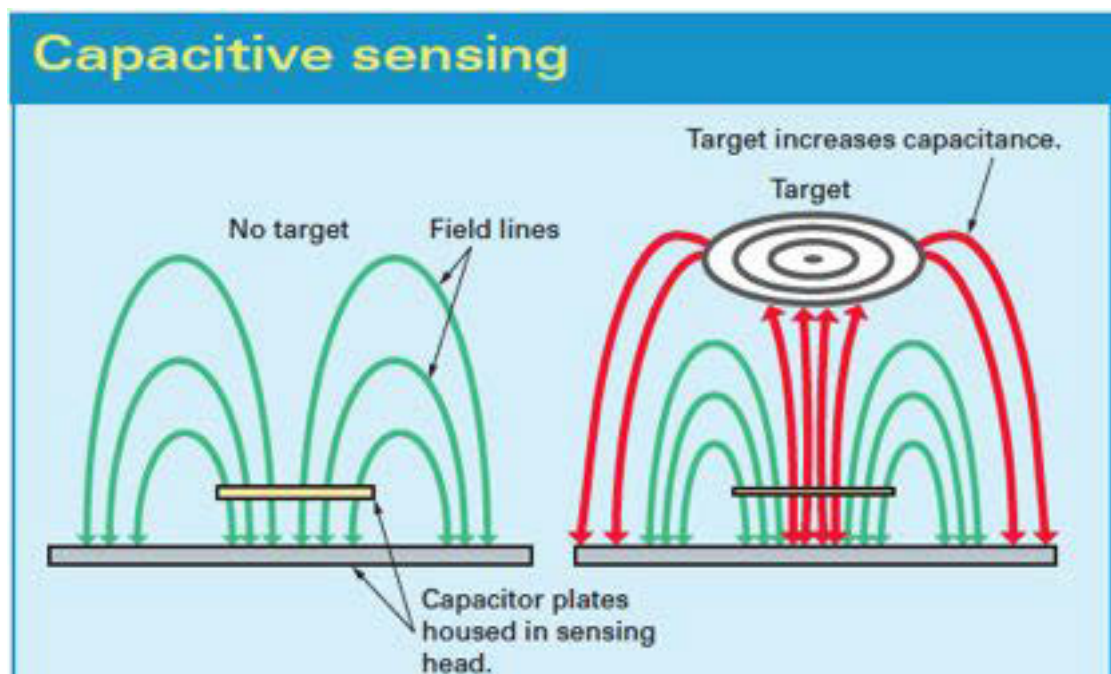 Capacitive sensing
Target increases capacitance.
Target
No target
Field lines
Capacitor plates
housed in sensing
head.